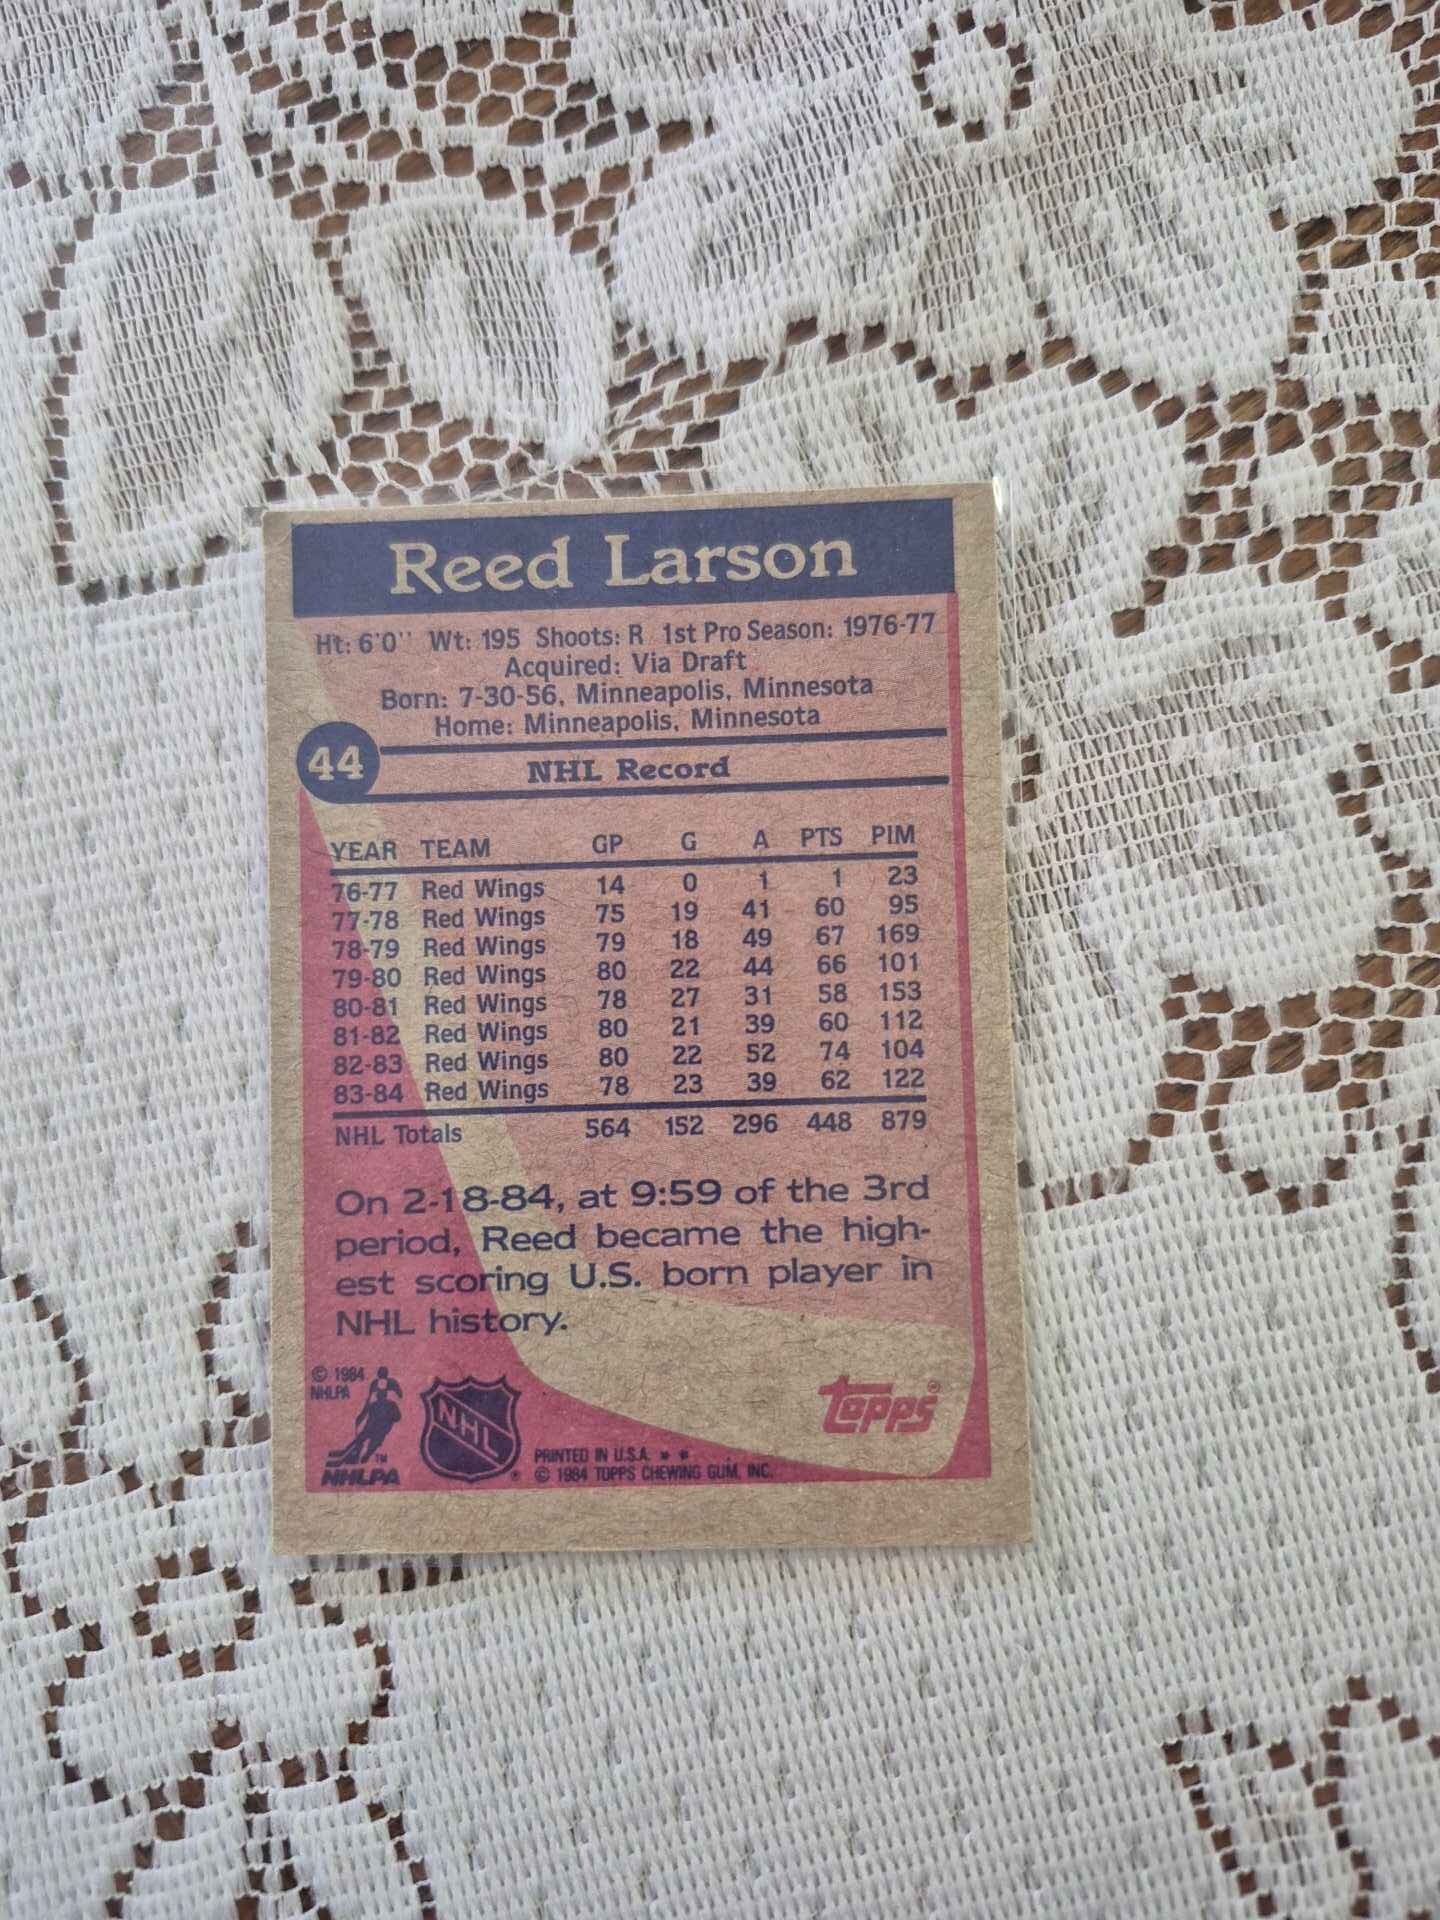 Reed Larson
Ht: 6'0" Wt: 195 Shoots: R 1st Pro Season: 1976-77
Acquired: Via Draft
Born: 7-30-56, Minneapolis, Minnesota
Home: Minneapolis, Minnesota
44
NHL Record
YEAR TEAM GP G A PTS PIM
76-77 Red Wings 14 0 1 1 23
77-78 Red Wings 75 19 41 60 95
78-79 Red Wings 79 18 49 67 169
79-80 Red Wings 80 22 44 66 101
80-81 Red Wings 78 27 31 58 153
81-82 Red Wings 80 21 39 60 112
82-83 Red Wings 80 22 52 74 104
83-84 Red Wings 78 23 39 62 122
NHL Totals 564 152 296 448 879
On 2-18-84, at 9:59 of the 3rd
period, Reed became the high-
est scoring U.S. born player in
NHL history.
© 1984
NHLPA
™
NHLPA
NHL
®
PRINTED IN U.S.A. * *
© 1984 TOPPS CHEWING GUM, INC.
topps®